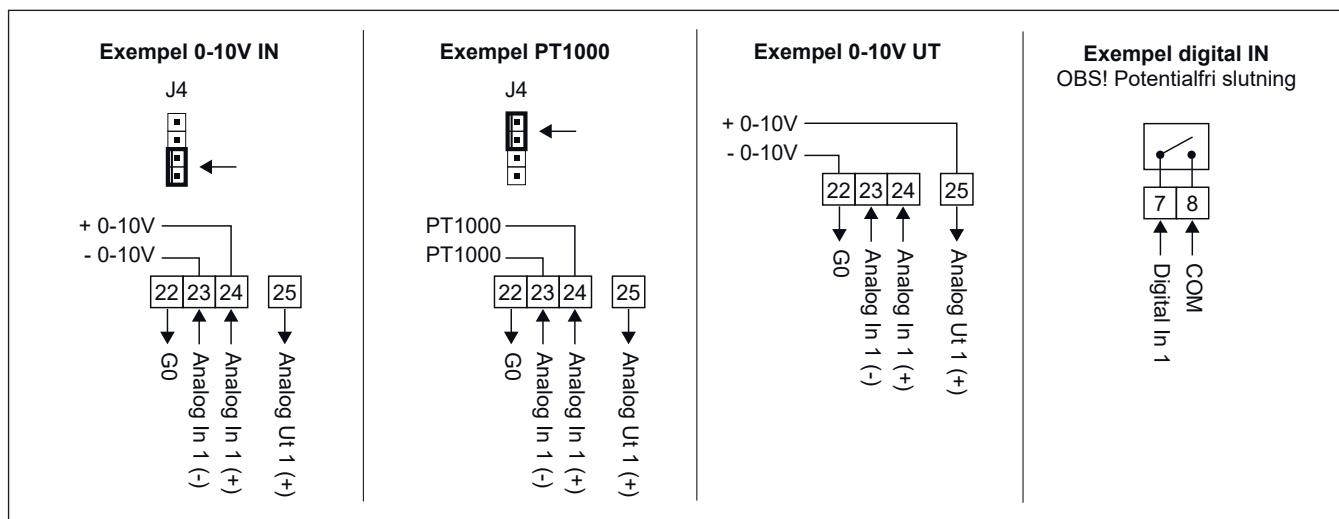 Exempel 0-10V IN
J4
+ 0-10V
- 0-10V
22 23 24 25
G0
Analog In 1 (-)
Analog In 1 (+)
Analog Ut 1 (+)
Exempel PT1000
J4
PT1000
PT1000
22 23 24 25
G0
Analog In 1 (-)
Analog In 1 (+)
Analog Ut 1 (+)
Exempel 0-10V UT
+ 0-10V
- 0-10V
22 23 24 25
G0
Analog In 1 (-)
Analog In 1 (+)
Analog Ut 1 (+)
Exempel digital IN
OBS! Potentialfri slutning
7 8
Digital In 1
COM